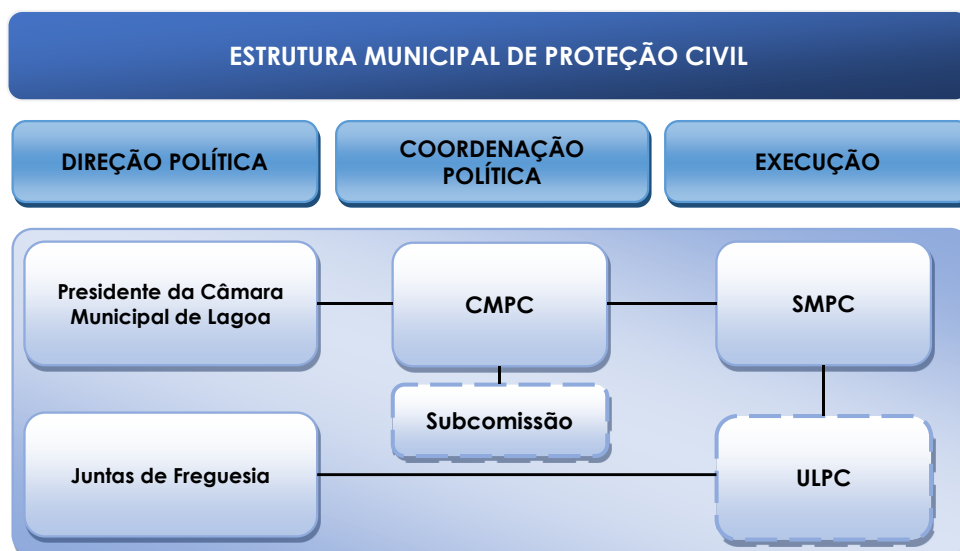 ESTRUTURA MUNICIPAL DE PROTEÇÃO CIVIL
DIREÇÃO POLÍTICA
COORDENAÇÃO
POLÍTICA
EXECUÇÃO
Presidente da Câmara
Municipal de Lagoa
CMPC
SMPC
Subcomissão
Juntas de Freguesia
ULPC